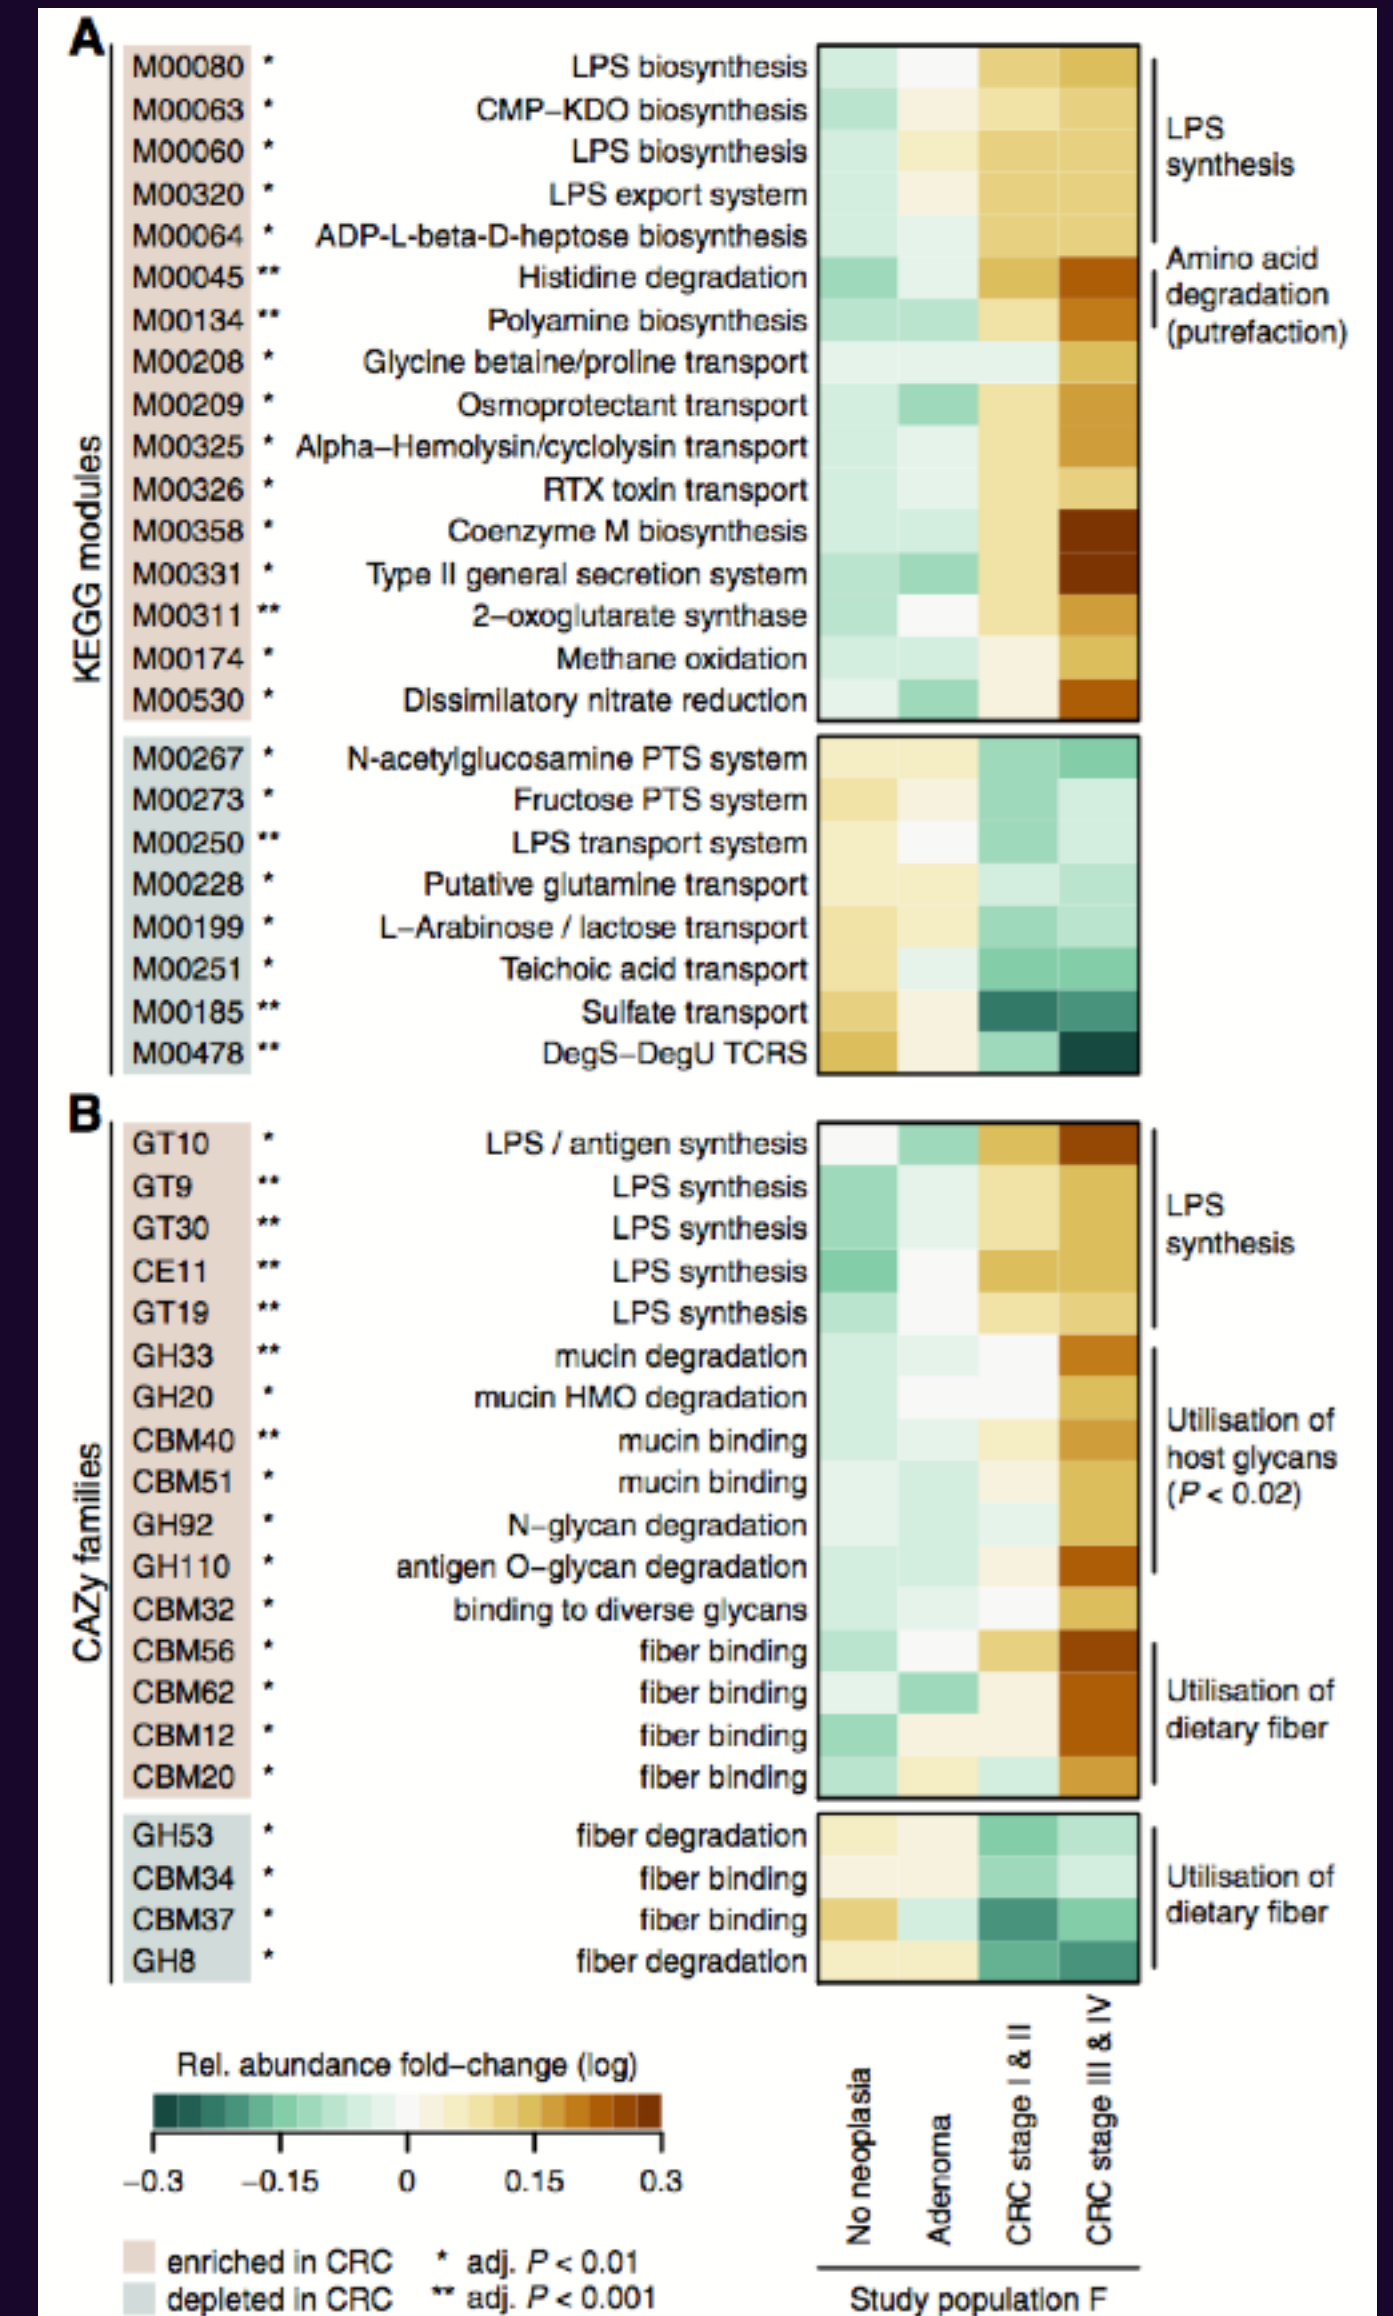 A
KEGG modules
M00080 * LPS biosynthesis
M00063 * CMP–KDO biosynthesis
M00060 * LPS biosynthesis
M00320 * LPS export system
M00064 * ADP-L-beta-D-heptose biosynthesis
LPS
synthesis
M00045 ** Histidine degradation
M00134 ** Polyamine biosynthesis
Amino acid
degradation
(putrefaction)
M00208 * Glycine betaine/proline transport
M00209 * Osmoprotectant transport
M00325 * Alpha–Hemolysin/cyclolysin transport
M00326 * RTX toxin transport
M00358 * Coenzyme M biosynthesis
M00331 * Type II general secretion system
M00311 ** 2–oxoglutarate synthase
M00174 * Methane oxidation
M00530 * Dissimilatory nitrate reduction
M00267 * N-acetylglucosamine PTS system
M00273 * Fructose PTS system
M00250 ** LPS transport system
M00228 * Putative glutamine transport
M00199 * L–Arabinose / lactose transport
M00251 * Teichoic acid transport
M00185 ** Sulfate transport
M00478 ** DegS–DegU TCRS
B
CAZy families
GT10 * LPS / antigen synthesis
GT9 ** LPS synthesis
GT30 ** LPS synthesis
CE11 ** LPS synthesis
GT19 ** LPS synthesis
LPS
synthesis
GH33 ** mucin degradation
GH20 * mucin HMO degradation
CBM40 ** mucin binding
CBM51 * mucin binding
GH92 * N–glycan degradation
GH110 * antigen O–glycan degradation
Utilisation of
host glycans
(P < 0.02)
CBM32 * binding to diverse glycans
CBM56 * fiber binding
CBM62 * fiber binding
CBM12 * fiber binding
CBM20 * fiber binding
Utilisation of
dietary fiber
GH53 * fiber degradation
CBM34 * fiber binding
CBM37 * fiber binding
GH8 * fiber degradation
Utilisation of
dietary fiber
No neoplasia
Adenoma
CRC stage I & II
CRC stage III & IV
Study population F
Rel. abundance fold–change (log)
−0.3 −0.15 0 0.15 0.3
enriched in CRC * adj. P < 0.01
depleted in CRC ** adj. P < 0.001